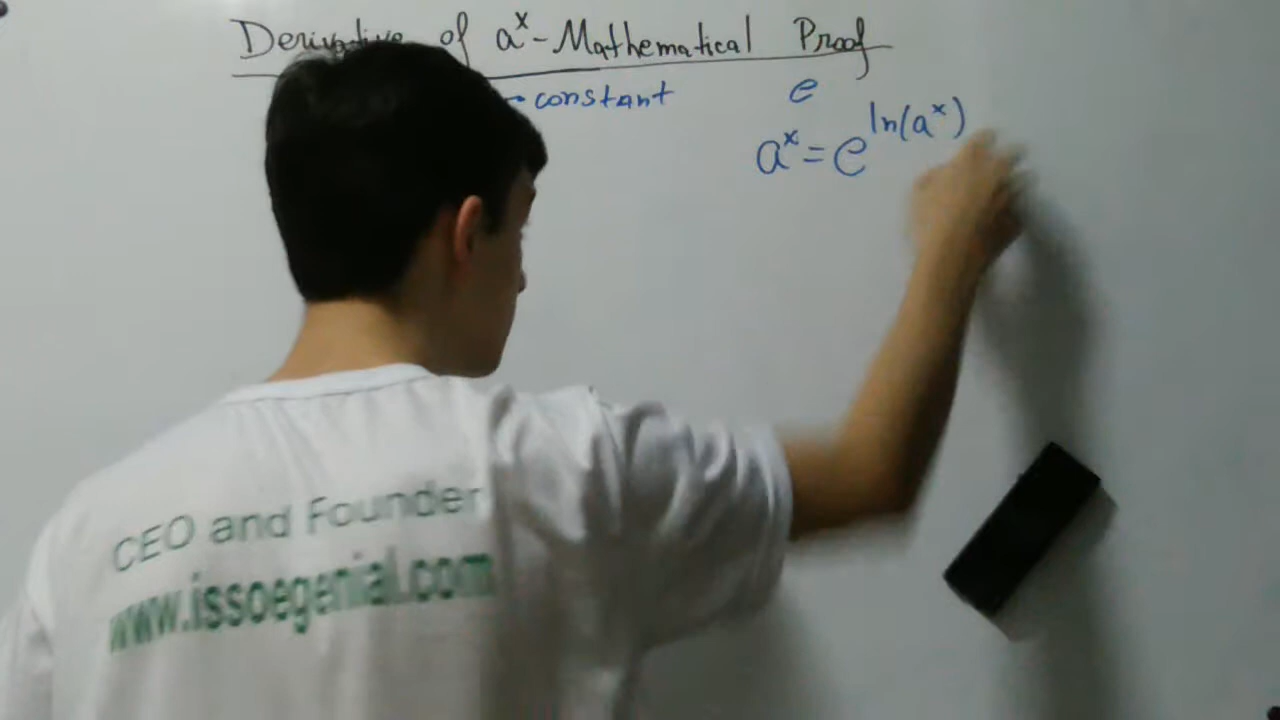 Derivative of a^x - Mathematical Proof
constant e
a^x = e^ln(a^x)
CEO and Founder
www.issoegenial.com